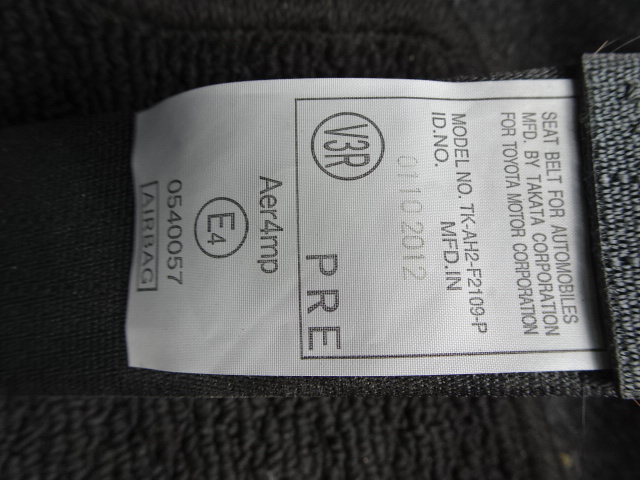 SEAT BELT FOR AUTOMOBILES
MFD. BY TAKATA CORPORATION
FOR TOYOTA MOTOR CORPORATION
MODEL NO. TK-AH2-F2109-P
ID.NO. MFD.IN
0110 2012
V3R PRE
Aer4mp
E4
0540057
AIRBAG